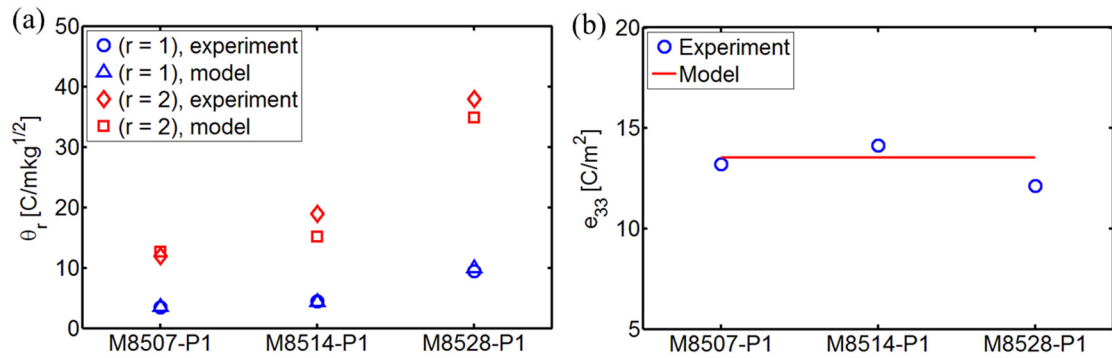 (a)
50
40
30
20
10
0
θr [C/mkg1/2]
(r = 1), experiment
(r = 1), model
(r = 2), experiment
(r = 2), model
M8507-P1 M8514-P1 M8528-P1
(b)
20
15
10
5
e33 [C/m2]
Experiment
Model
M8507-P1 M8514-P1 M8528-P1